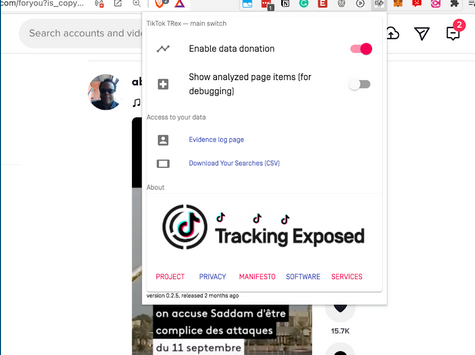 com/foryou?is_copy...
2
1
Search accounts and vide
2
TikTok TRex — main switch
Enable data donation
Show analyzed page items (for
debugging)
Access to your data
Evidence log page
Download Your Searches (CSV)
About
Tracking Exposed
PROJECT PRIVACY MANIFESTO SOFTWARE SERVICES
version 0.2.5, released 2 months ago
on accuse Saddam d'être
complice des attaques
du 11 septembre
15.7K